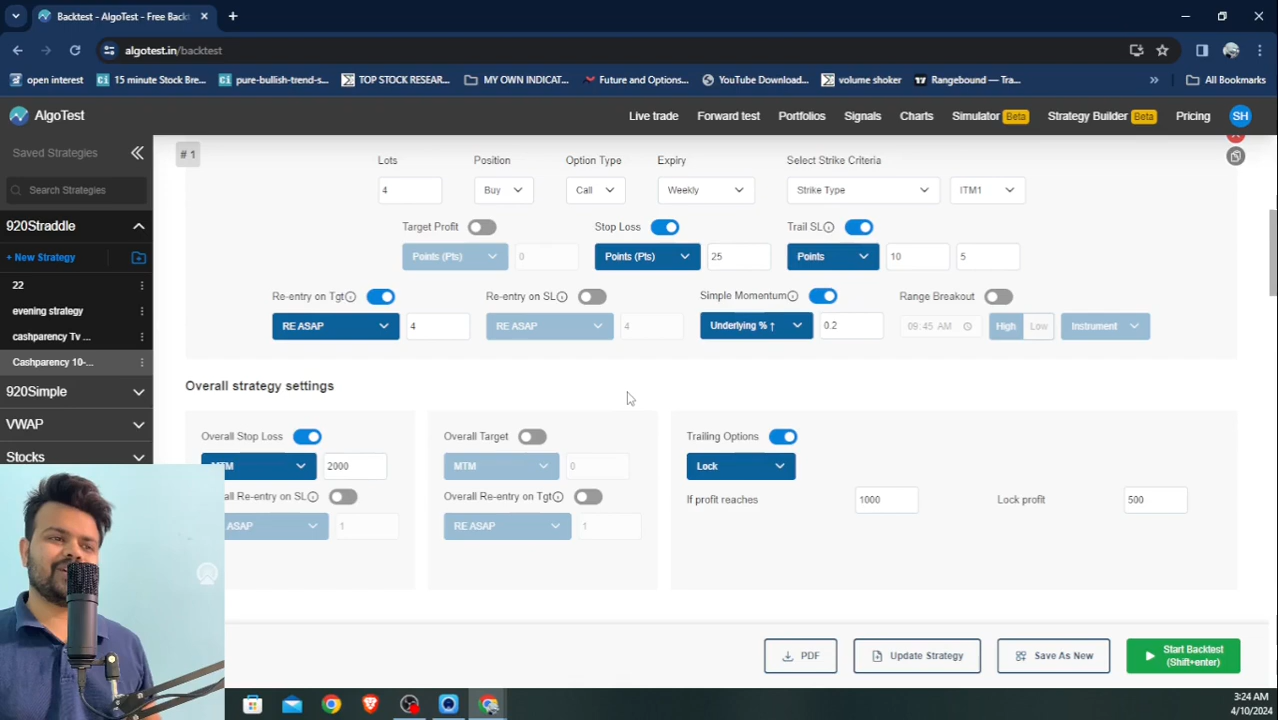 Backtest - AlgoTest - Free Back
algotest.in/backtest
open interest
15 minute Stock Bre...
pure-bullish-trend-s...
TOP STOCK RESEAR...
MY OWN INDICAT...
Future and Options...
YouTube Download...
volume shoker
Rangebound — Tra...
All Bookmarks
AlgoTest
Live trade
Forward test
Portfolios
Signals
Charts
Simulator Beta
Strategy Builder Beta
Pricing
SH
Saved Strategies
Search Strategies
920Straddle
+ New Strategy
22
evening strategy
cashparency Tv ...
Cashparency 10-...
920Simple
VWAP
Stocks
# 1
Lots Position Option Type Expiry Select Strike Criteria
4 Buy Call Weekly Strike Type ITM1
Target Profit Stop Loss Trail SL
Points (Pts) 0 Points (Pts) 25 Points 10 5
Re-entry on Tgt Re-entry on SL Simple Momentum Range Breakout
RE ASAP 4 RE ASAP 4 Underlying % ↑ 0.2 09:45 AM High Low Instrument
Overall strategy settings
Overall Stop Loss Overall Target Trailing Options
MTM 2000 MTM 0 Lock
all Re-entry on SL Overall Re-entry on Tgt If profit reaches 1000 Lock profit 500
ASAP 1 RE ASAP 1
PDF
Update Strategy
Save As New
Start Backtest
(Shift+enter)
3:24 AM
4/10/2024